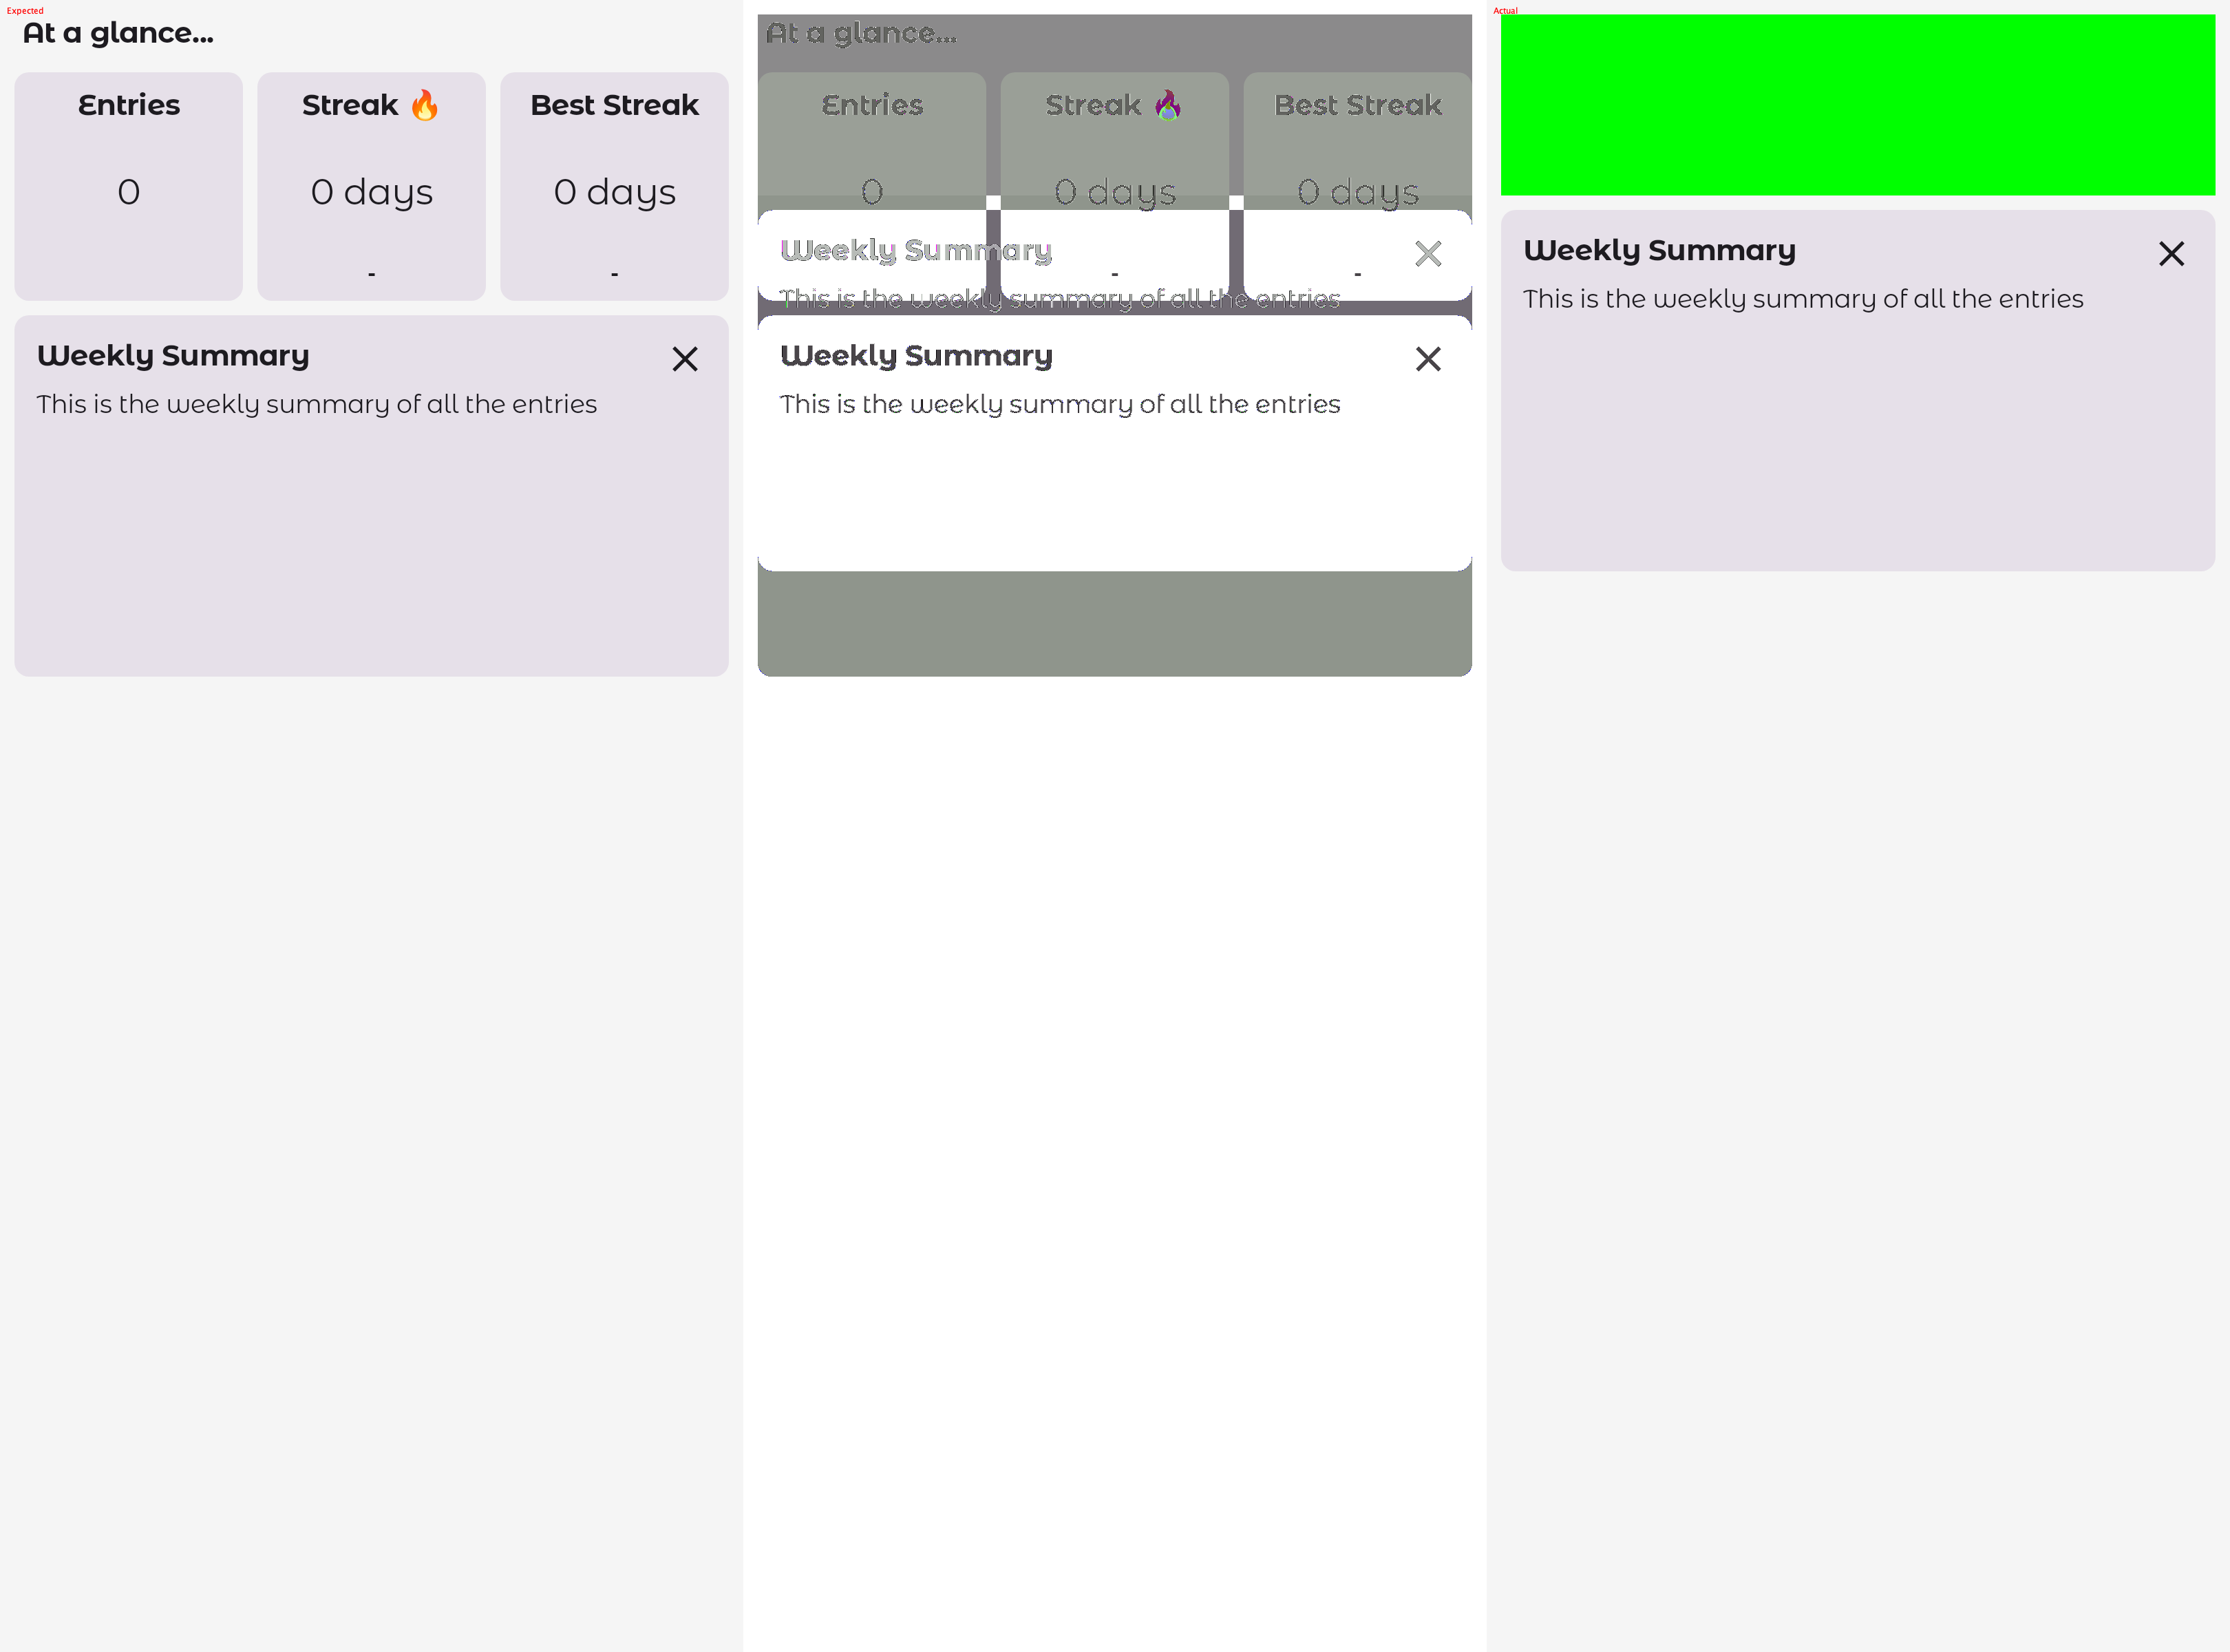 Expected
At a glance...
Entries
Streak 🔥
Best Streak
0
0 days
0 days
-
-
Weekly Summary
This is the weekly summary of all the entries
At a glance...
Entries
Streak
Best Streak
0
0 days
0 days
Weekly Summary
-
-
This is the weekly summary of all the entries
Weekly Summary
This is the weekly summary of all the entries
Actual
Weekly Summary
This is the weekly summary of all the entries